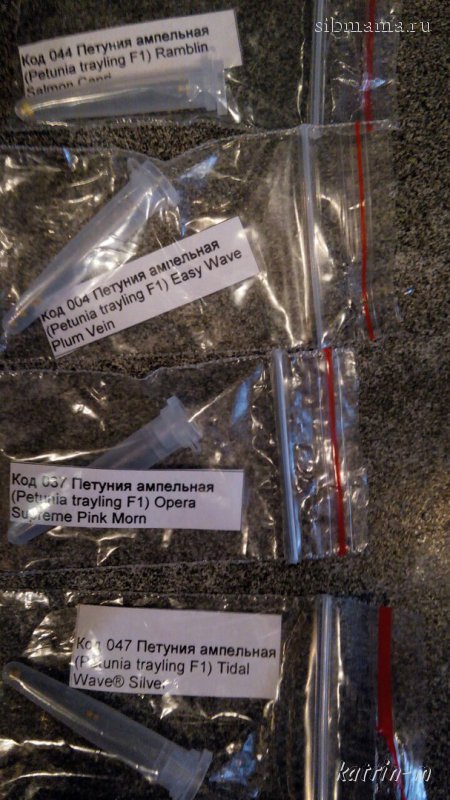 sibmama.ru
Код 044 Петуния ампельная
(Petunia trayling F1) Ramblin
Salmon Capri
Код 004 Петуния ампельная
(Petunia trayling F1) Easy Wave
Plum Vein
Код 037 Петуния ампельная
(Petunia trayling F1) Opera
Supreme Pink Morn
Код 047 Петуния ампельная
(Petunia trayling F1) Tidal
Wave® Silver
katrin-m